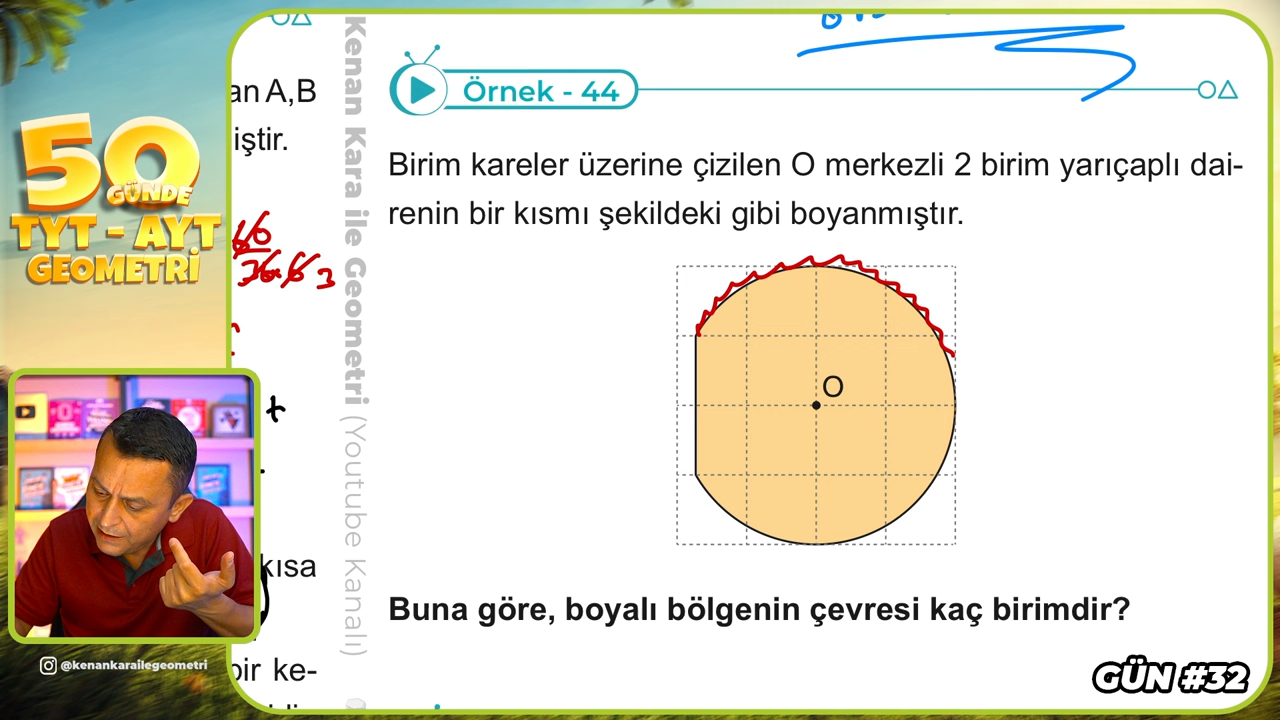 50
GÜNDE
TYT - AYT
GEOMETRİ
an A,B
iştir.
kısa
bir ke-
Kenan Kara ile Geometri (Youtube Kanalı)
Örnek - 44
Birim kareler üzerine çizilen O merkezli 2 birim yarıçaplı dai-
renin bir kısmı şekildeki gibi boyanmıştır.
O
Buna göre, boyalı bölgenin çevresi kaç birimdir?
@kenankarailegeometri
GÜN #32